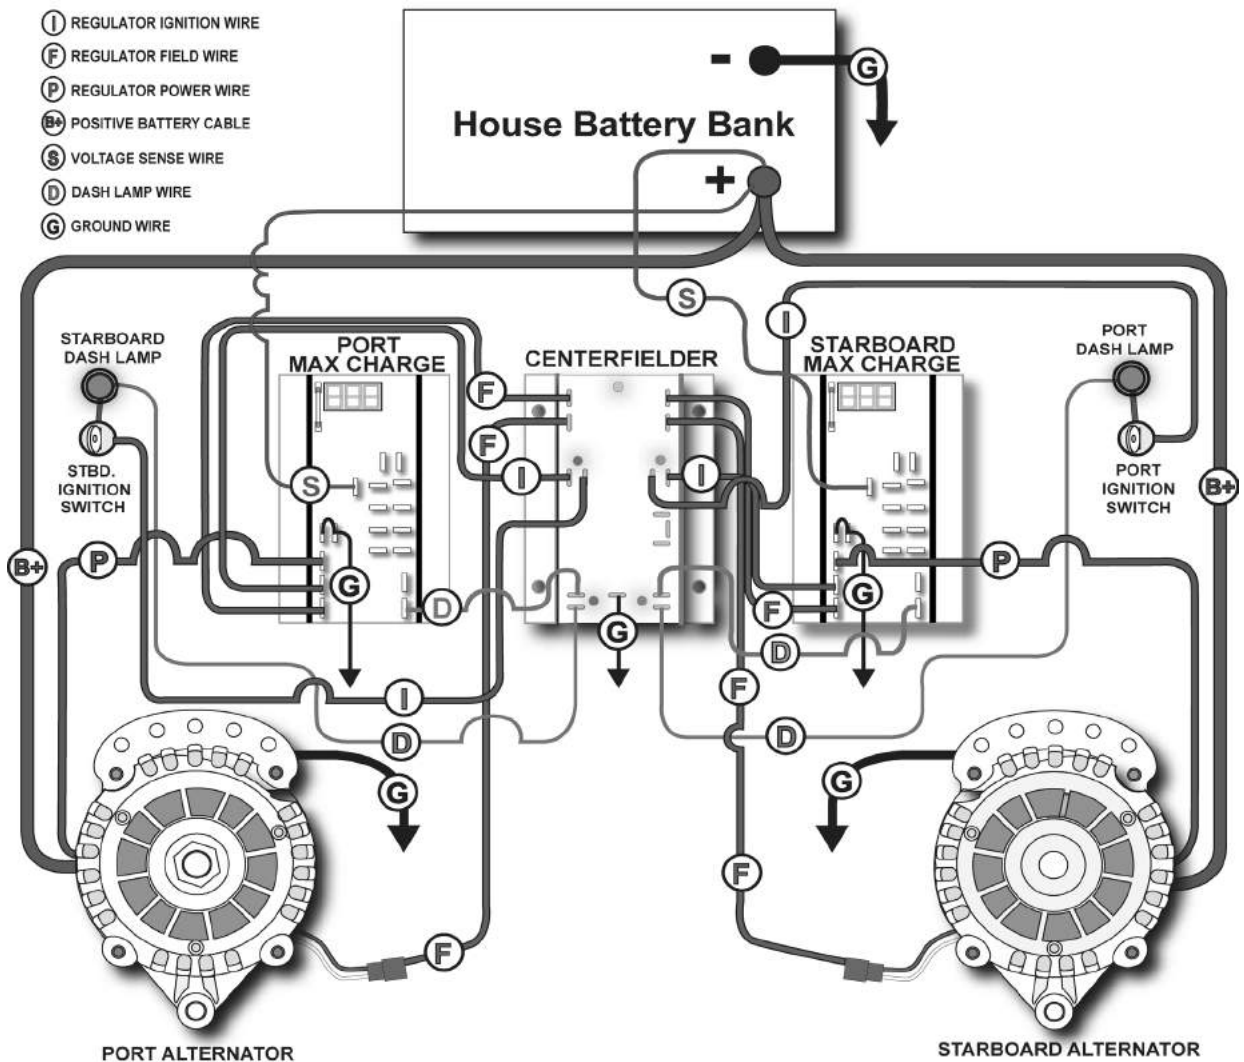 I REGULATOR IGNITION WIRE
F REGULATOR FIELD WIRE
P REGULATOR POWER WIRE
B+ POSITIVE BATTERY CABLE
S VOLTAGE SENSE WIRE
D DASH LAMP WIRE
G GROUND WIRE
-
G
House Battery Bank
+
S
I
STARBOARD
DASH LAMP
PORT
MAX CHARGE
CENTERFIELDER
STARBOARD
MAX CHARGE
PORT
DASH LAMP
F
F
STBD.
IGNITION
SWITCH
S
I
I
PORT
IGNITION
SWITCH
B+
B+
P
G
P
G
D
F
G
D
I
F
D
D
G
G
F
F
PORT ALTERNATOR
STARBOARD ALTERNATOR